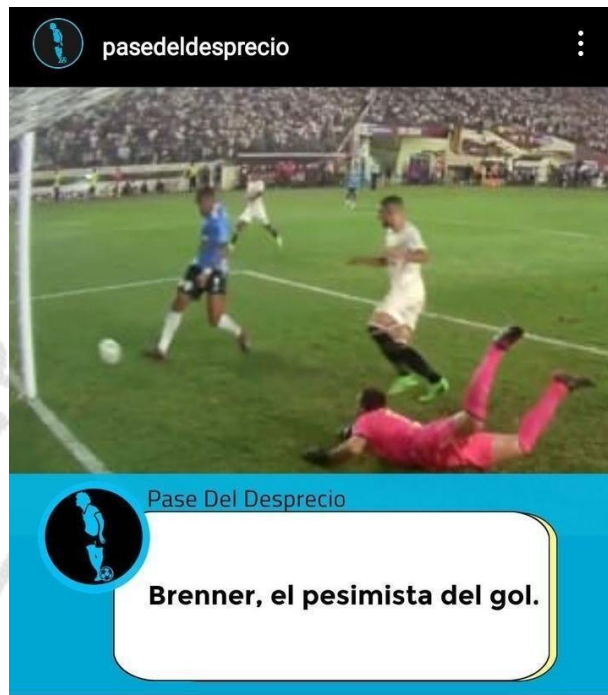 pasedeldesprecio
Pase Del Desprecio
Brenner, el pesimista del gol.